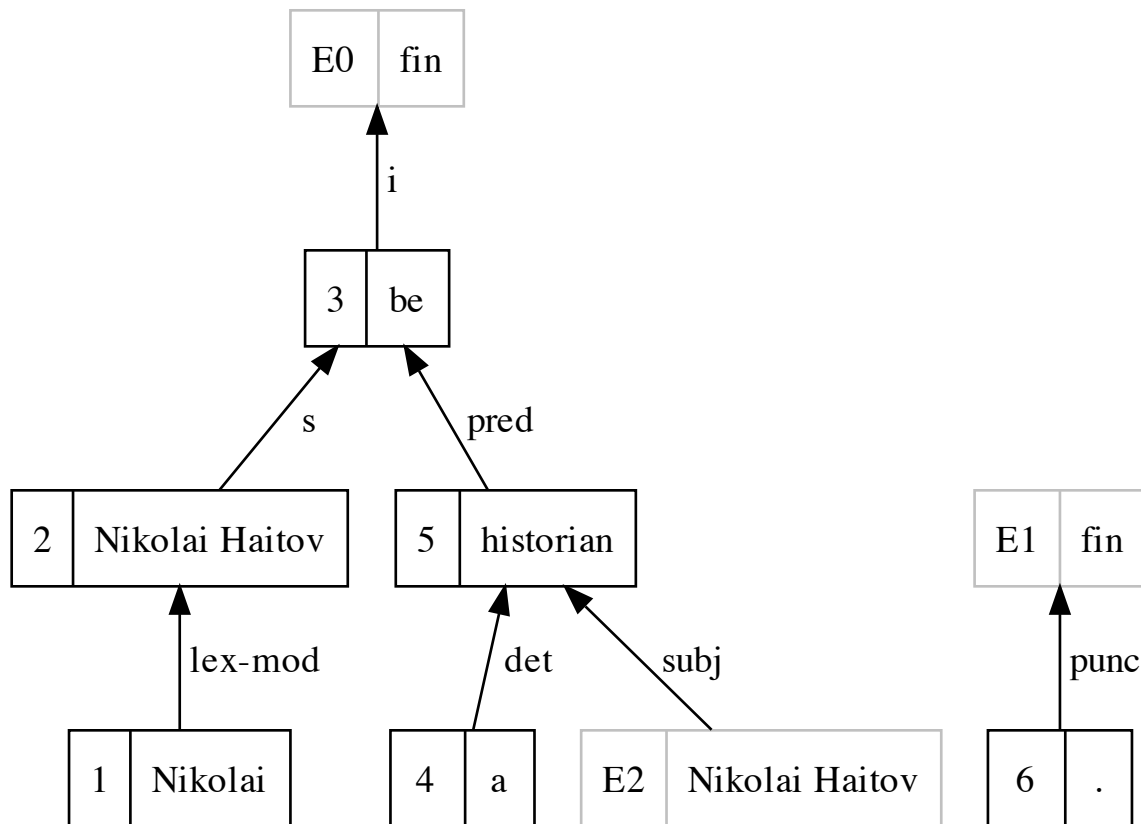 E0 fin
i
3 be
s pred
2 Nikolai Haitov 5 historian E1 fin
lex-mod det subj punc
1 Nikolai 4 a E2 Nikolai Haitov 6 .